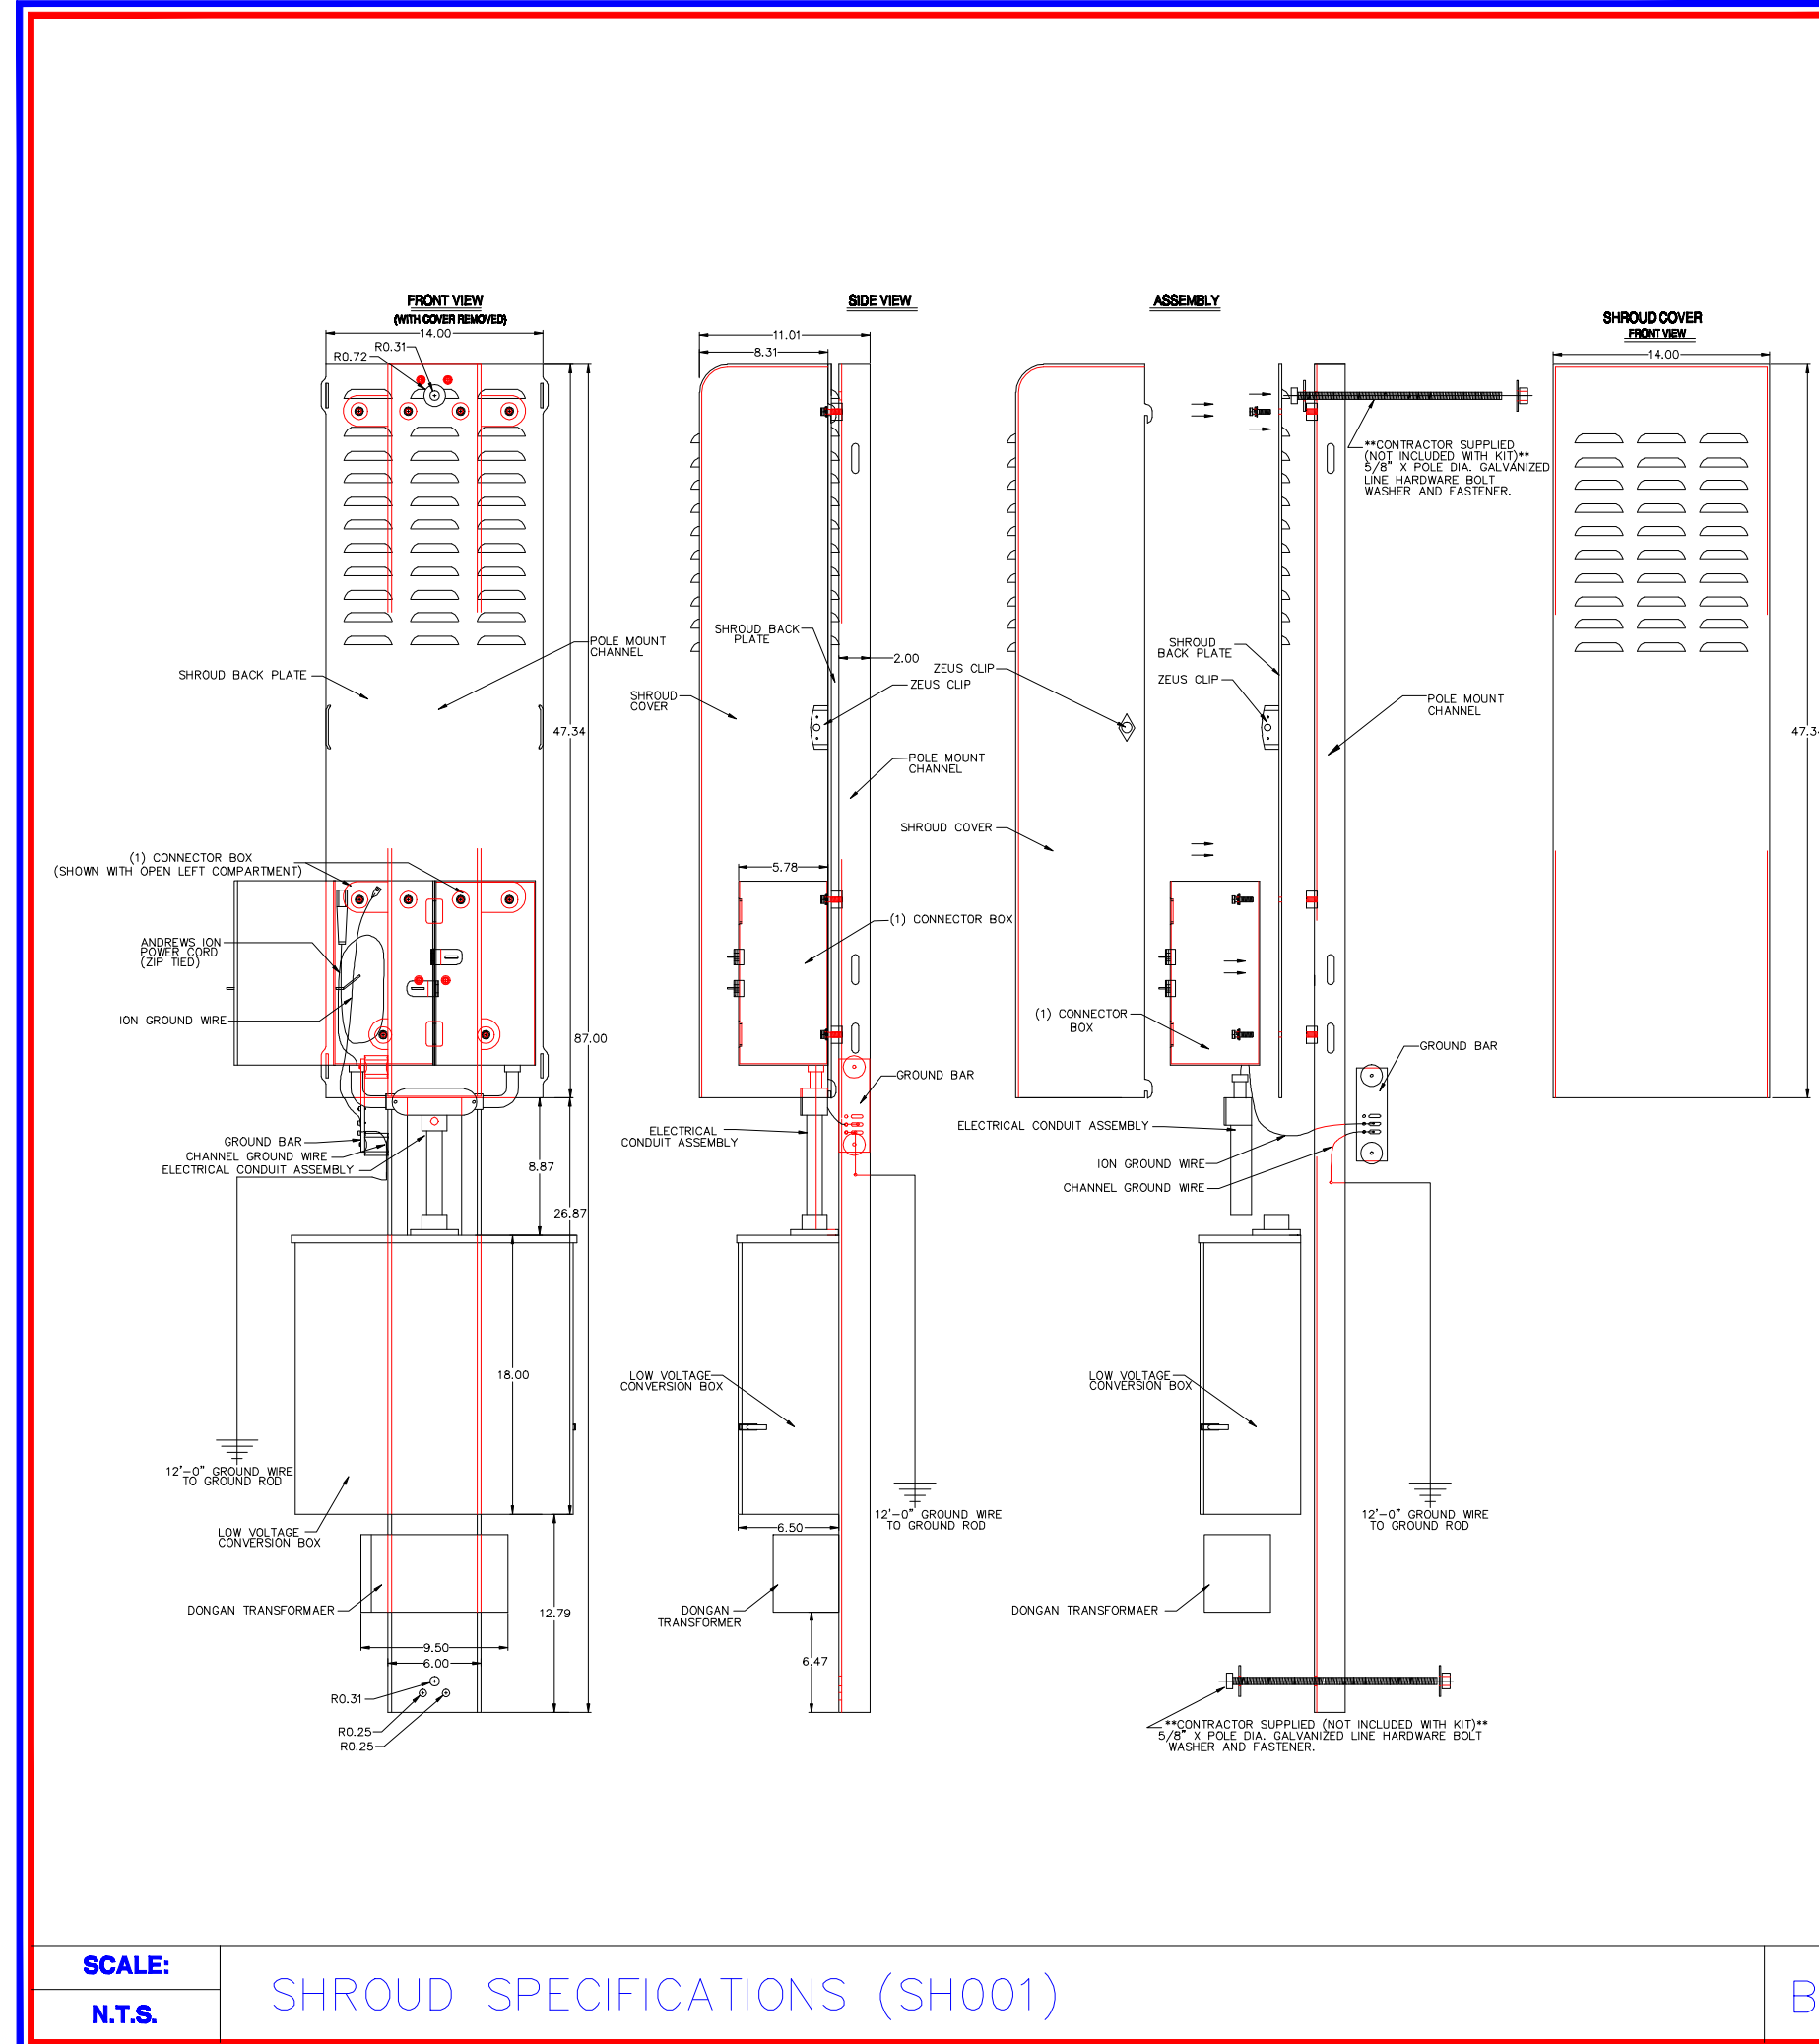 FRONT VIEW
(WITH COVER REMOVED)
14.00
R0.31
R0.72
POLE MOUNT
CHANNEL
SHROUD BACK PLATE
47.34
(1) CONNECTOR BOX
(SHOWN WITH OPEN LEFT COMPARTMENT)
ANDREWS ION
POWER CORD
(ZIP TIED)
ION GROUND WIRE
87.00
GROUND BAR
CHANNEL GROUND WIRE
ELECTRICAL CONDUIT ASSEMBLY
8.87
26.87
18.00
12'-0" GROUND WIRE
TO GROUND ROD
LOW VOLTAGE
CONVERSION BOX
DONGAN TRANSFORMAER
12.79
9.50
6.00
R0.31
R0.25
R0.25
SIDE VIEW
11.01
8.31
SHROUD BACK
PLATE
2.00
ZEUS CLIP
ZEUS CLIP
SHROUD
COVER
POLE MOUNT
CHANNEL
5.78
(1) CONNECTOR BOX
GROUND BAR
ELECTRICAL
CONDUIT ASSEMBLY
LOW VOLTAGE
CONVERSION BOX
12'-0" GROUND WIRE
TO GROUND ROD
6.50
DONGAN
TRANSFORMER
6.47
ASSEMBLY
**CONTRACTOR SUPPLIED
(NOT INCLUDED WITH KIT)**
5/8" X POLE DIA. GALVANIZED
LINE HARDWARE BOLT
WASHER AND FASTENER.
SHROUD
BACK PLATE
ZEUS CLIP
POLE MOUNT
CHANNEL
SHROUD COVER
(1) CONNECTOR
BOX
GROUND BAR
ELECTRICAL CONDUIT ASSEMBLY
ION GROUND WIRE
CHANNEL GROUND WIRE
LOW VOLTAGE
CONVERSION BOX
12'-0" GROUND WIRE
TO GROUND ROD
DONGAN TRANSFORMAER
**CONTRACTOR SUPPLIED (NOT INCLUDED WITH KIT)**
5/8" X POLE DIA. GALVANIZED LINE HARDWARE BOLT
WASHER AND FASTENER.
SHROUD COVER
FRONT VIEW
14.00
SCALE:
N.T.S.
SHROUD SPECIFICATIONS (SH001)